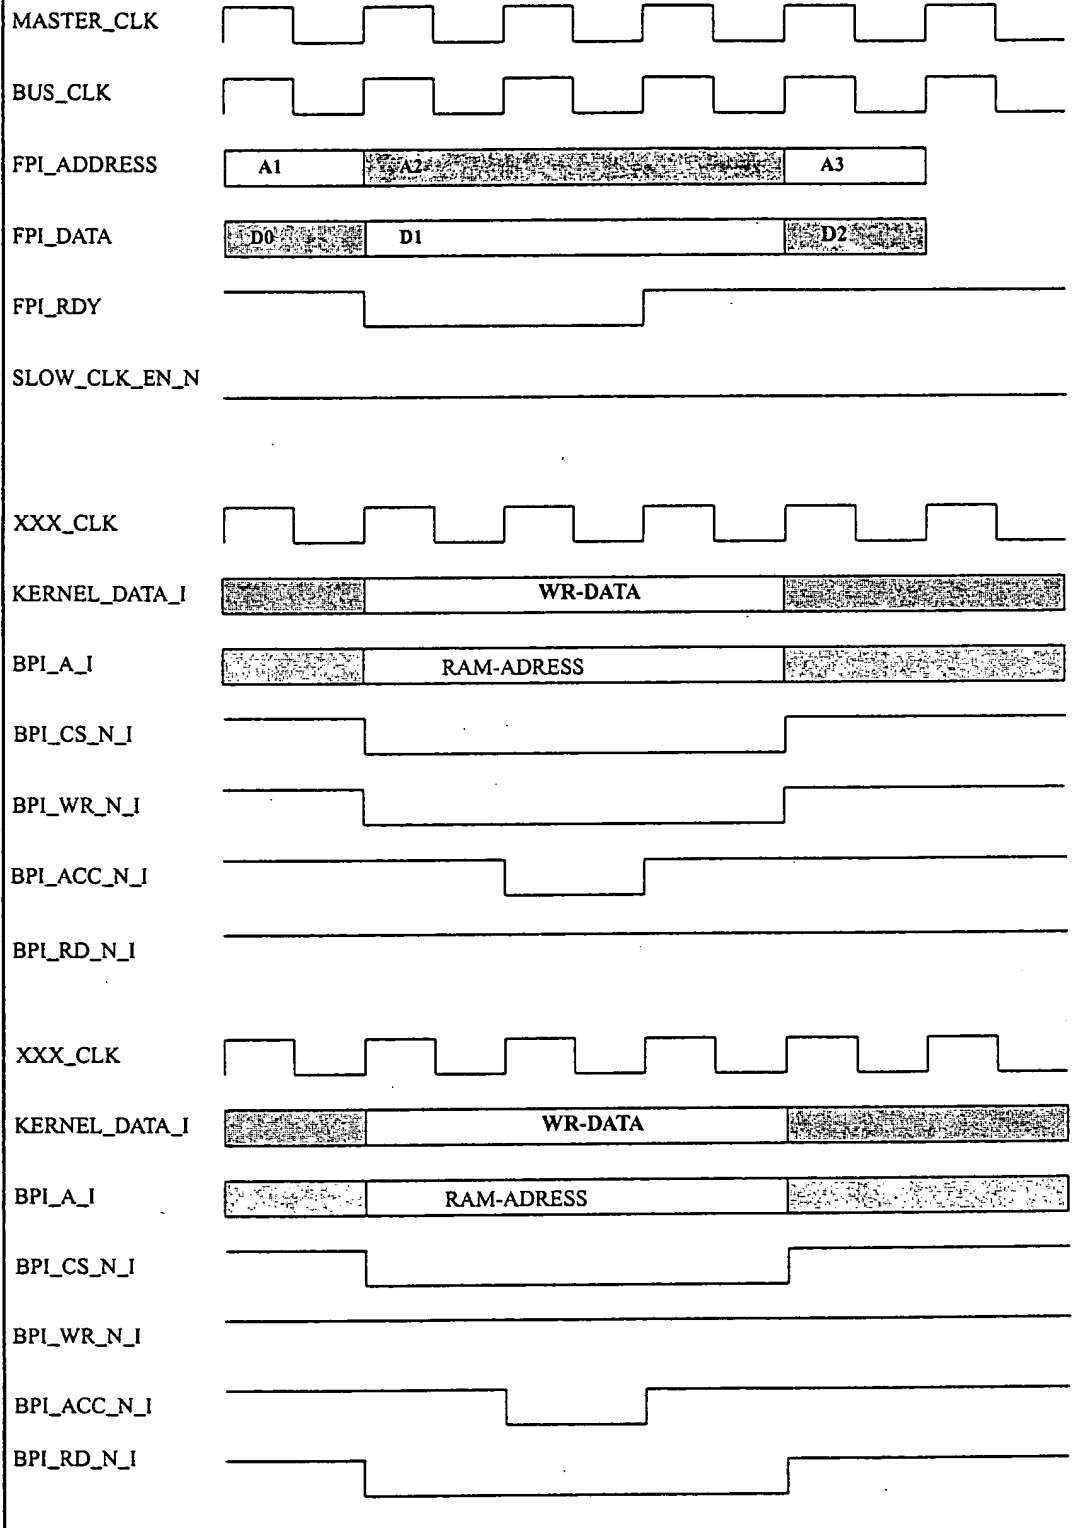 MASTER_CLK
BUS_CLK
FPI_ADDRESS A1 A2 A3
FPI_DATA D0 D1 D2
FPI_RDY
SLOW_CLK_EN_N
XXX_CLK
KERNEL_DATA_I WR-DATA
BPI_A_I RAM-ADRESS
BPI_CS_N_I
BPI_WR_N_I
BPI_ACC_N_I
BPI_RD_N_I
XXX_CLK
KERNEL_DATA_I WR-DATA
BPI_A_I RAM-ADRESS
BPI_CS_N_I
BPI_WR_N_I
BPI_ACC_N_I
BPI_RD_N_I